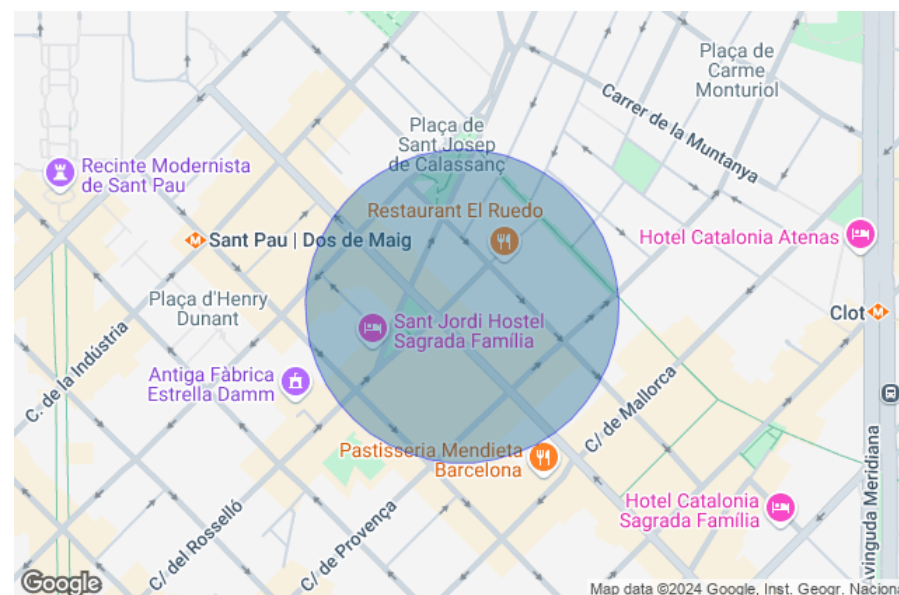 Plaça de
Carme
Monturiol
Carrer de la Muntanya
Plaça de
Sant Josep
de Calassanç
Recinte Modernista
de Sant Pau
Restaurant El Ruedo
Sant Pau | Dos de Maig
Hotel Catalonia Atenas
Plaça d'Henry
Dunant
Clot
Sant Jordi Hostel
Sagrada Família
C. de la Indústria
Antiga Fàbrica
Estrella Damm
C/ de Mallorca
Pastisseria Mendieta
Barcelona
Avinguda Meridiana
Hotel Catalonia
Sagrada Família
C/ del Rosselló
C/ de Provença
Google
Map data ©2024 Google, Inst. Geogr. Naciona